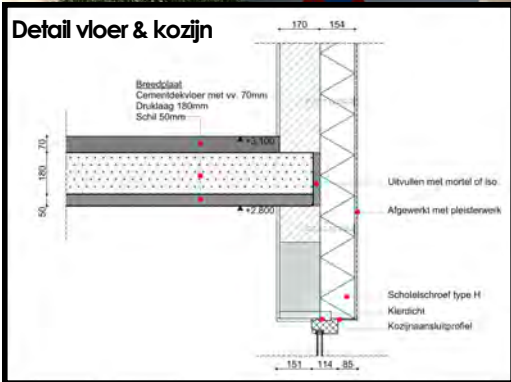 Detail vloer & kozijn
170 154
Breedplaat
Cementdekvloer met vv. 70mm
Druklaag 180mm
Schil 50mm
+3.100
70
180
50
+2.800
Uitvullen met mortel of iso
Afgewerkt met pleisterwerk
Schotelschroef type H
Kierdicht
Kozijnaansluitprofiel
151 114 85